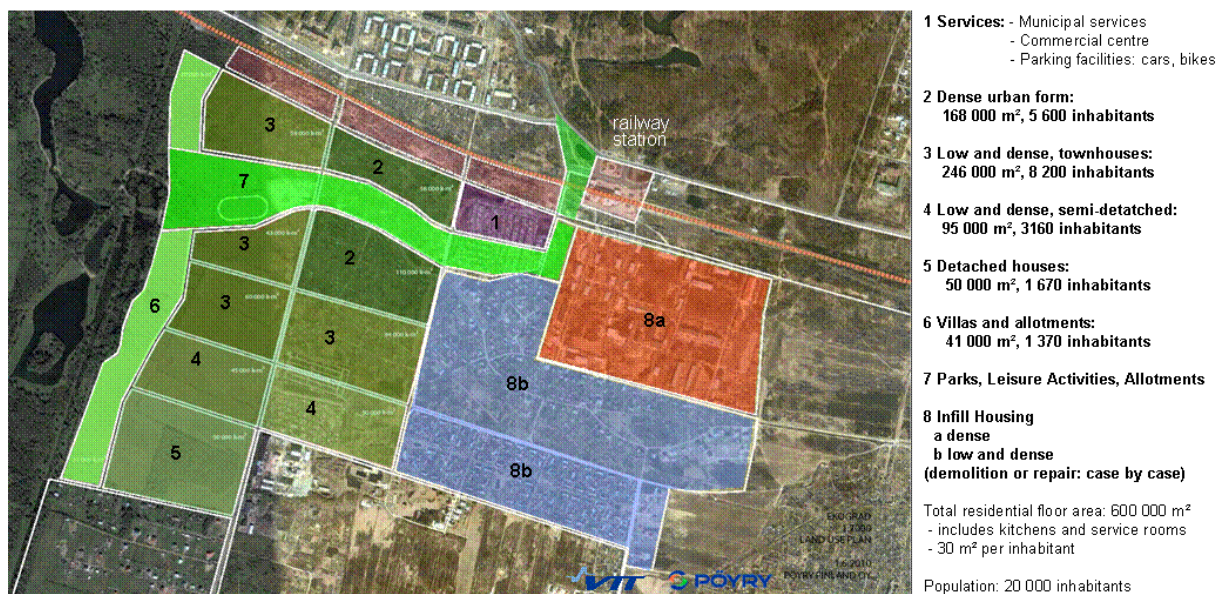 1 Services: - Municipal services
- Commercial centre
- Parking facilities: cars, bikes
2 Dense urban form:
168 000 m², 5 600 inhabitants
3 Low and dense, townhouses:
246 000 m², 8 200 inhabitants
4 Low and dense, semi-detatched:
95 000 m², 3160 inhabitants
5 Detached houses:
50 000 m², 1 670 inhabitants
6 Villas and allotments:
41 000 m², 1 370 inhabitants
7 Parks, Leisure Activities, Allotments
8 Infill Housing
a dense
b low and dense
(demolition or repair: case by case)
Total residential floor area: 600 000 m²
- includes kitchens and service rooms
- 30 m² per inhabitant
Population: 20 000 inhabitants
railway
station
3
2
7
1
3
2
6
3
3
8a
4
8b
4
5
8b
EKOGRAD
LAND USE PLAN
1.6.2010
PÖYRY FINLAND OY
VTT
PÖYRY